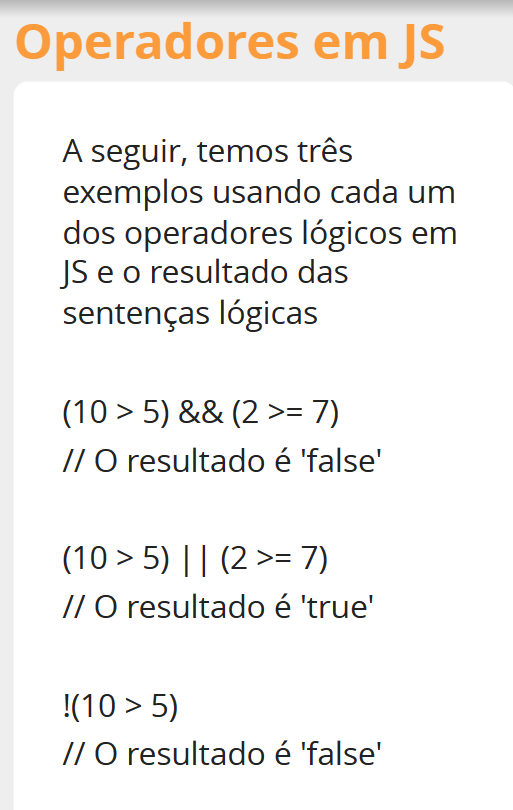 Operadores em JS
A seguir, temos três
exemplos usando cada um
dos operadores lógicos em
JS e o resultado das
sentenças lógicas
(10 > 5) && (2 >= 7)
// O resultado é 'false'
(10 > 5) || (2 >= 7)
// O resultado é 'true'
!(10 > 5)
// O resultado é 'false'